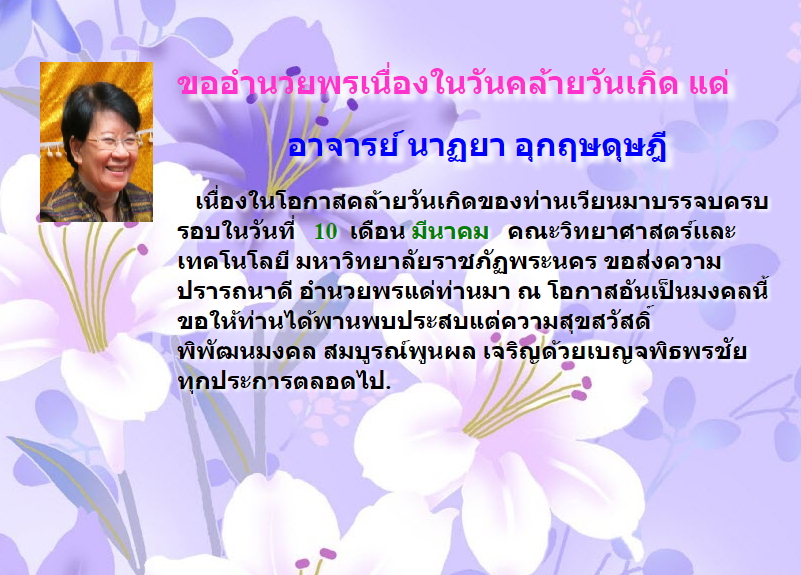 ขออำนวยพรเนื่องในวันคล้ายวันเกิด แด่
อาจารย์ นาฏยา อุกฤษดุษฎี
เนื่องในโอกาสคล้ายวันเกิดของท่านเวียนมาบรรจบครบ
รอบในวันที่ 10 เดือน มีนาคม คณะวิทยาศาสตร์และ
เทคโนโลยี มหาวิทยาลัยราชภัฏพระนคร ขอส่งความ
ปรารถนาดี อำนวยพรแด่ท่านมา ณ โอกาสอันเป็นมงคลนี้
ขอให้ท่านได้พานพบประสบแต่ความสุขสวัสดิ์
พิพัฒนมงคล สมบูรณ์พูนผล เจริญด้วยเบญจพิธพรชัย
ทุกประการตลอดไป.